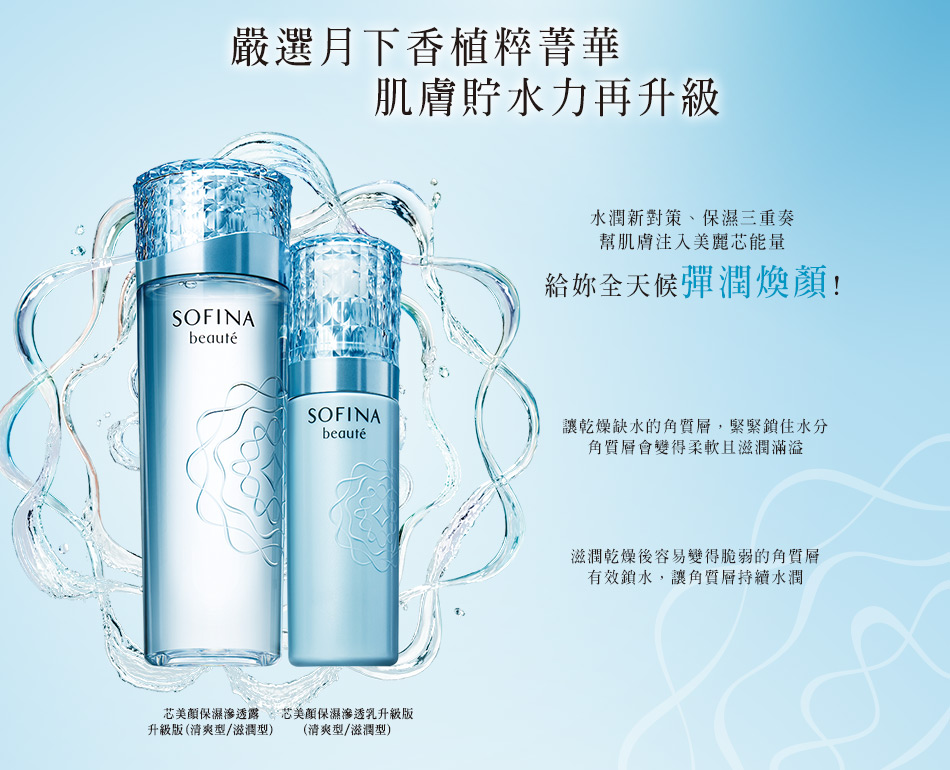 嚴選月下香植粹菁華
肌膚貯水力再升級
水潤新對策、保濕三重奏
幫肌膚注入美麗芯能量
給妳全天候彈潤煥顏！
SOFINA
beauté
SOFINA
beauté
讓乾燥缺水的角質層，緊緊鎖住水分
角質層會變得柔軟且滋潤滿溢
滋潤乾燥後容易變得脆弱的角質層
有效鎖水，讓角質層持續水潤
芯美顏保濕滲透露
升級版(清爽型/滋潤型)
芯美顏保濕滲透乳升級版
(清爽型/滋潤型)